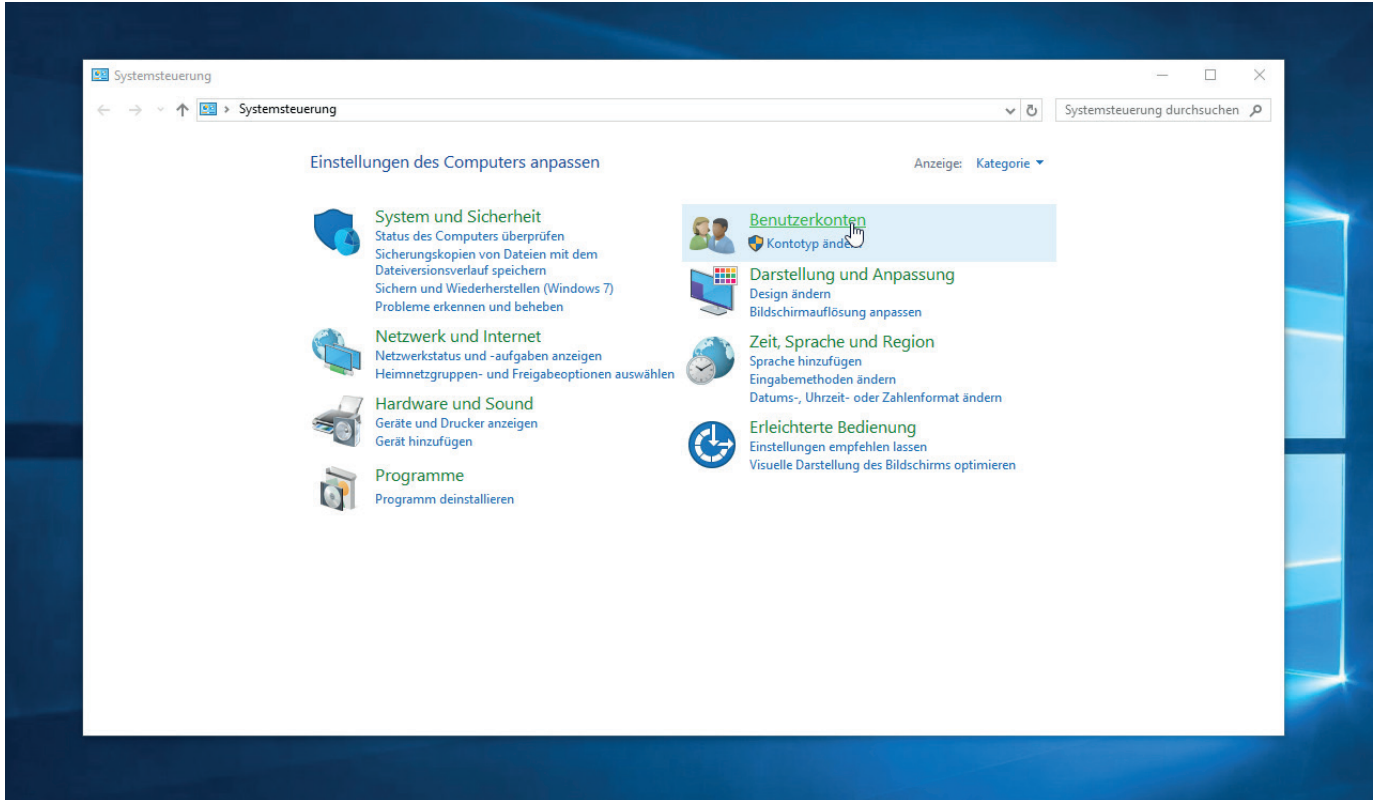 Systemsteuerung
Systemsteuerung
Systemsteuerung durchsuchen
Einstellungen des Computers anpassen
Anzeige: Kategorie
System und Sicherheit
Status des Computers überprüfen
Sicherungskopien von Dateien mit dem
Dateiversionsverlauf speichern
Sichern und Wiederherstellen (Windows 7)
Probleme erkennen und beheben
Netzwerk und Internet
Netzwerkstatus und -aufgaben anzeigen
Heimnetzgruppen- und Freigabeoptionen auswählen
Hardware und Sound
Geräte und Drucker anzeigen
Gerät hinzufügen
Programme
Programm deinstallieren
Benutzerkonten
Kontotyp
Darstellung und Anpassung
Design ändern
Bildschirmauflösung anpassen
Zeit, Sprache und Region
Sprache hinzufügen
Eingabemethoden ändern
Datums-, Uhrzeit- oder Zahlenformat ändern
Erleichterte Bedienung
Einstellungen empfehlen lassen
Visuelle Darstellung des Bildschirms optimieren